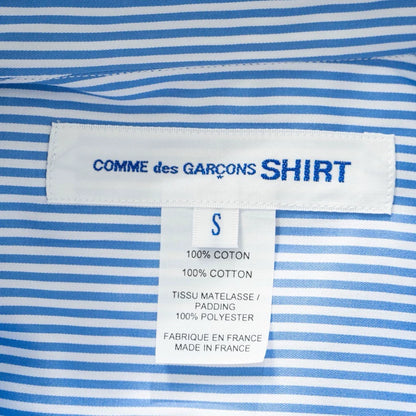 COMME des GARÇONS SHIRT
S
100% COTON
100% COTTON
TISSU MATELASSE /
PADDING
100% POLYESTER
FABRIQUE EN FRANCE
MADE IN FRANCE